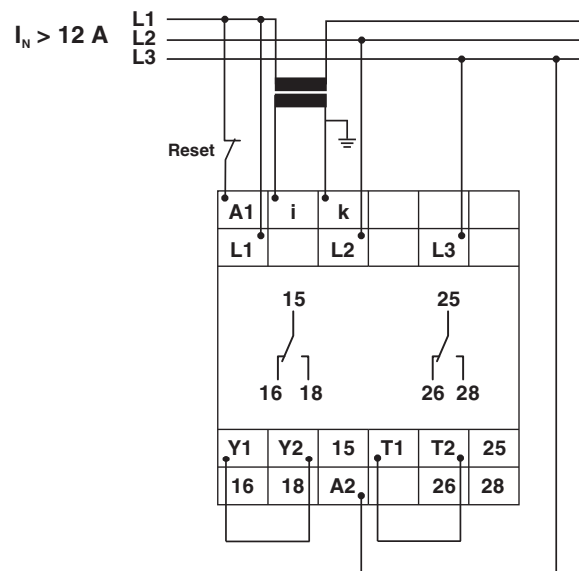 L1
I_N > 12 A L2
L3
Reset
A1 i k
L1 L2 L3
15 25
16 18 26 28
Y1 Y2 15 T1 T2 25
16 18 A2 26 28